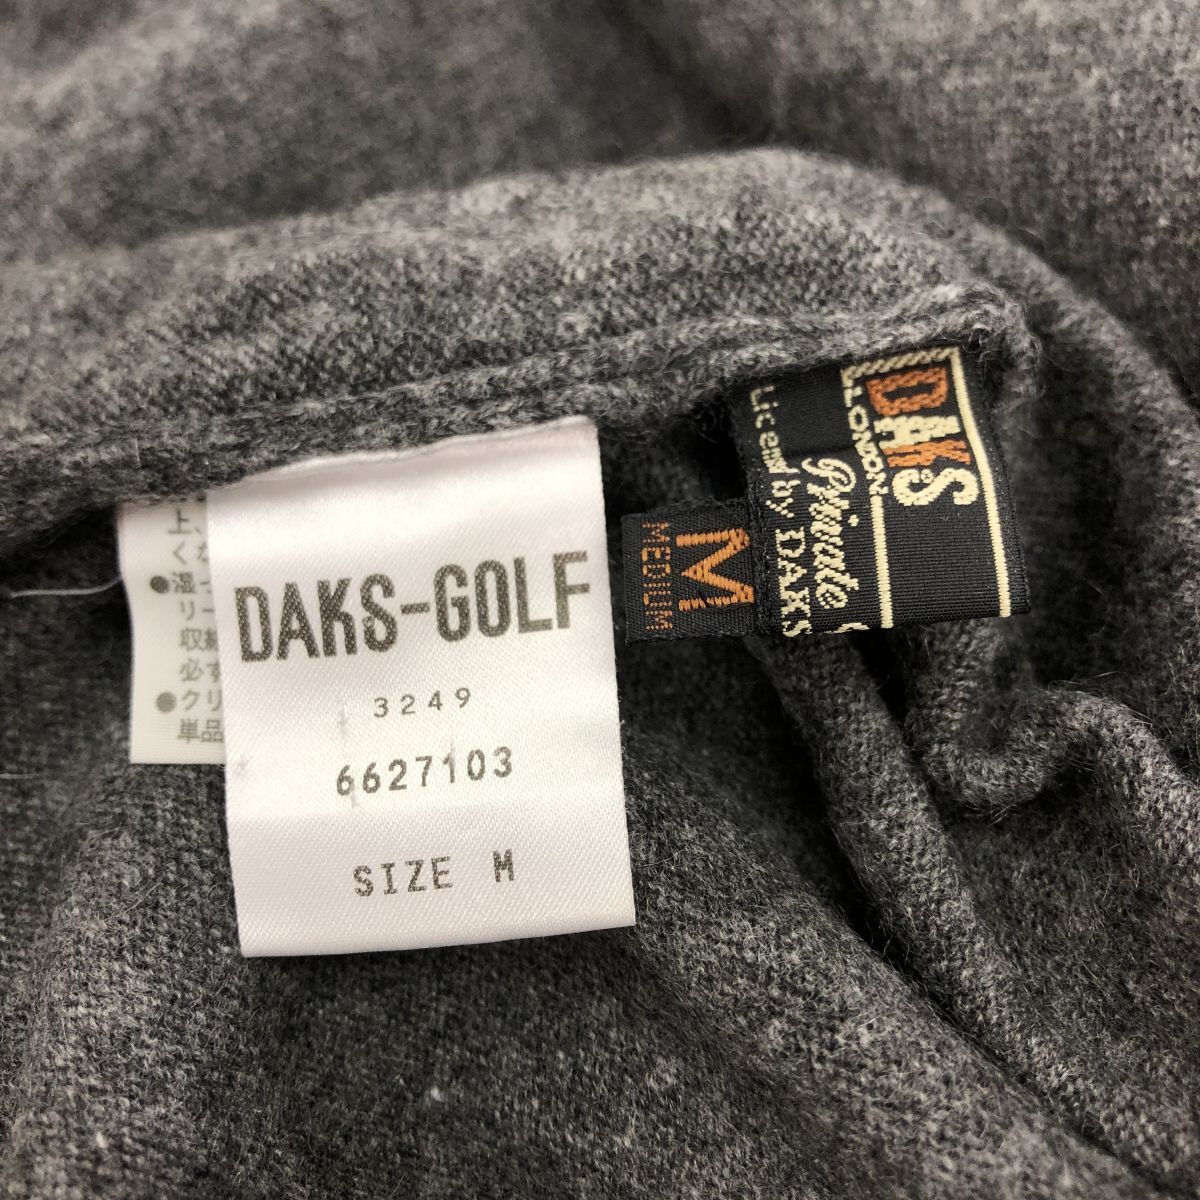 DAKS-GOLF
3249
6627103
SIZE M
上
くな
●湿
リー
収納
必ず
●クリ
単品
DAKS
LONDON
Private
Licensed by DAKS
M
MEDIUM